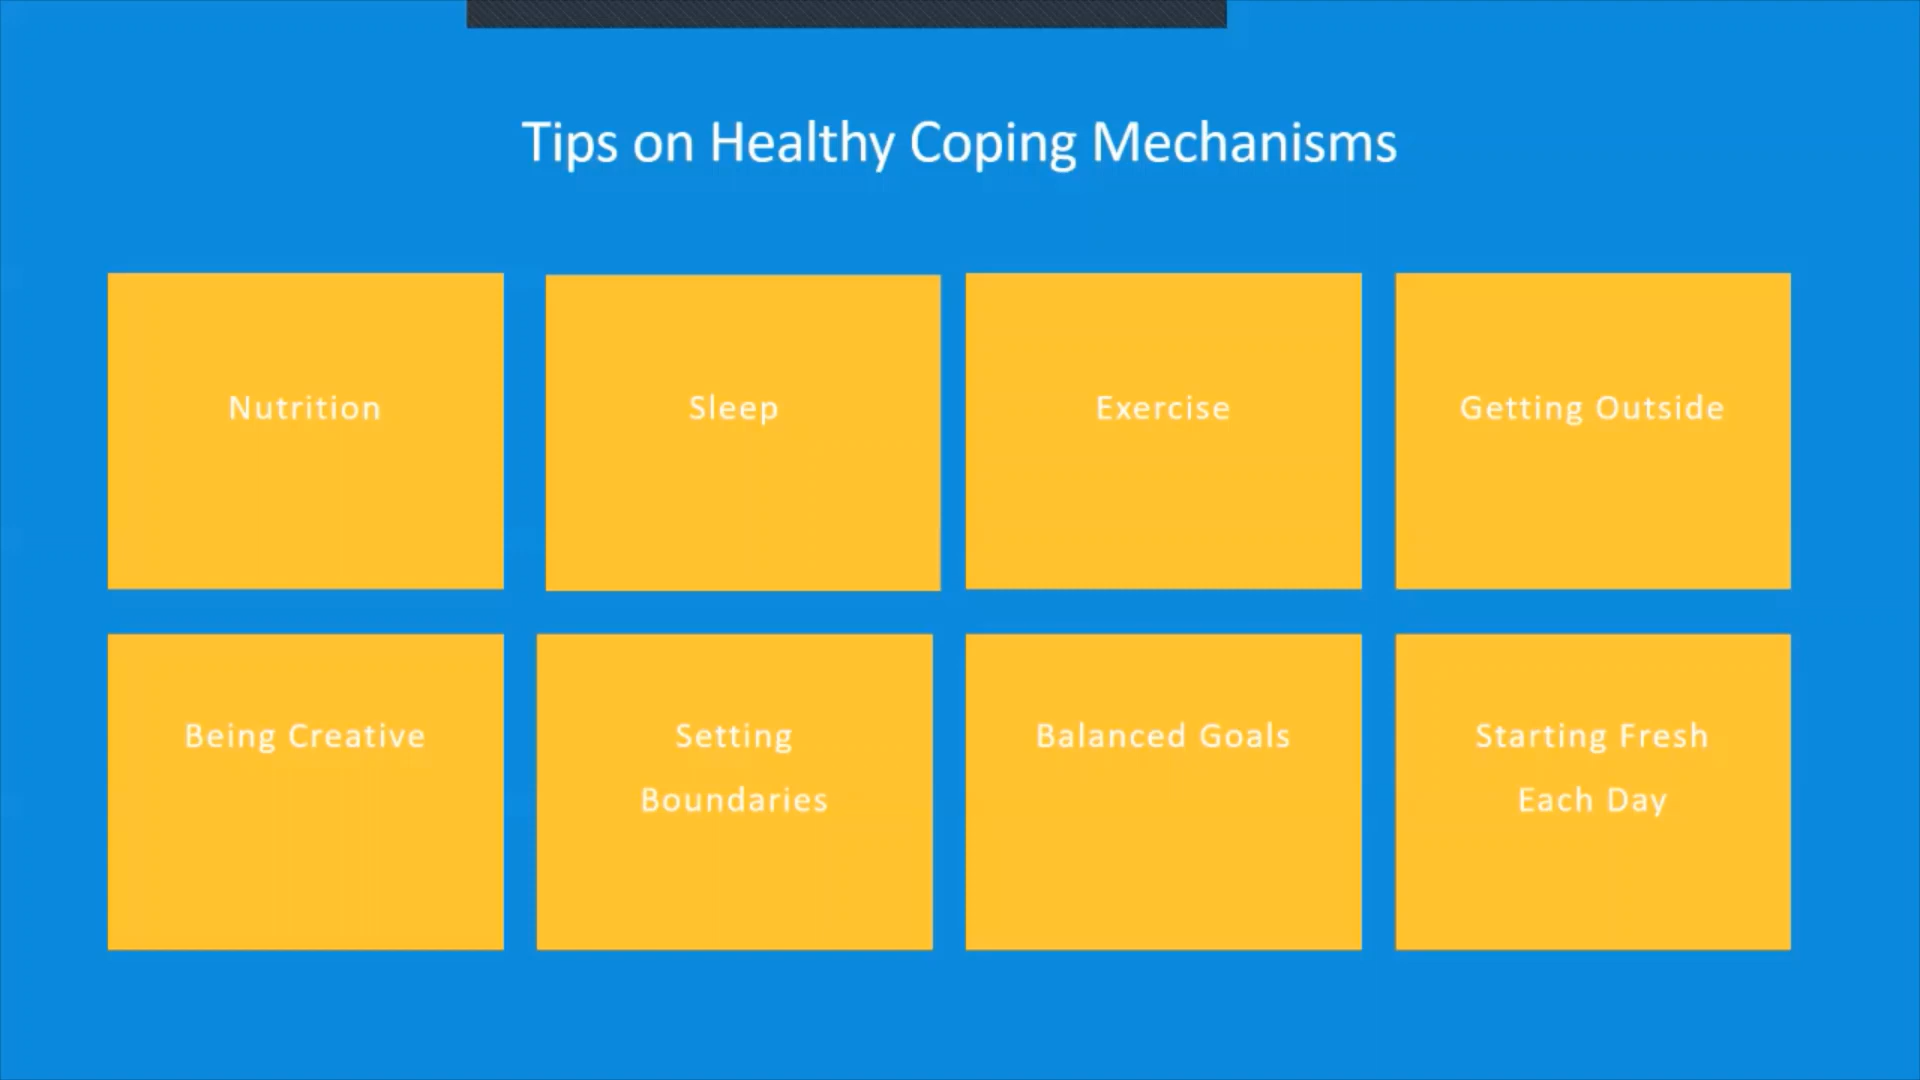 Tips on Healthy Coping Mechanisms
Nutrition
Sleep
Exercise
Getting Outside
Being Creative
Setting
Boundaries
Balanced Goals
Starting Fresh
Each Day